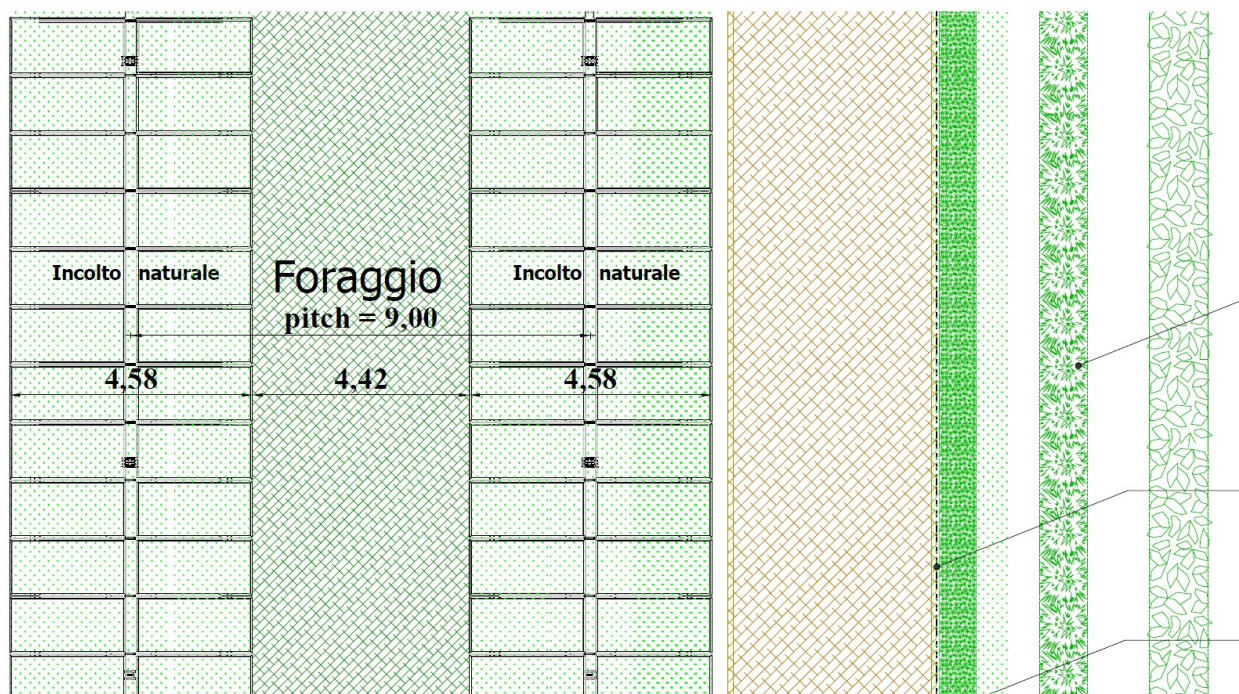 Incolto naturale
Foraggio
Incolto naturale
pitch = 9,00
4,58
4,42
4,58